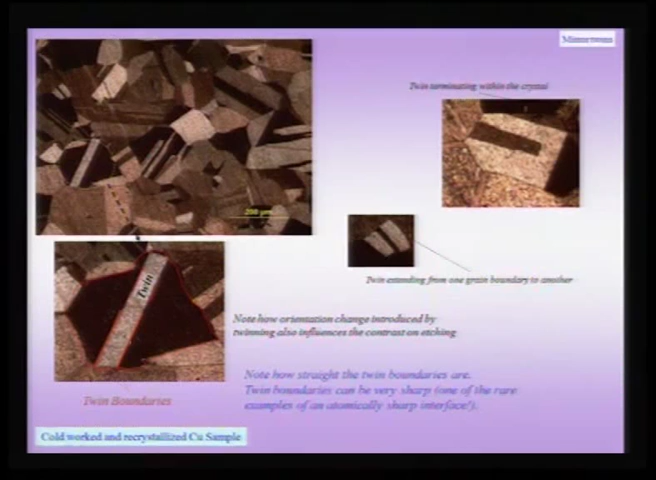 Twin terminating within the crystal
200 μm
Twin
Twin extending from one grain boundary to another
Note how orientation change introduced by
twinning also influences the contrast on etching
Note how straight the twin boundaries are.
Twin boundaries can be very sharp (one of the rare
examples of an atomically sharp interface!).
Twin Boundaries
Cold worked and recrystallized Cu Sample